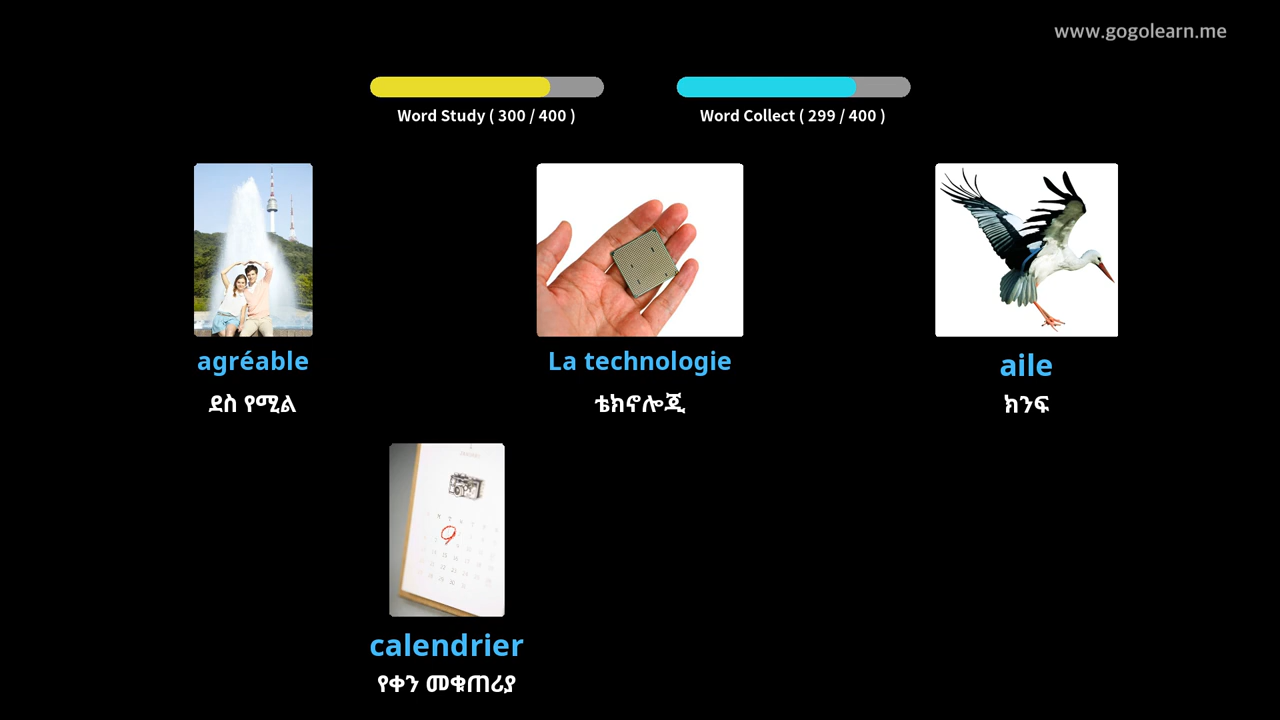 www.gogolearn.me
Word Study ( 300 / 400 )
Word Collect ( 299 / 400 )
agréable
ደስ የሚል
La technologie
ቴክኖሎጂ
aile
ክንፍ
calendrier
የቀን መቁጠሪያ